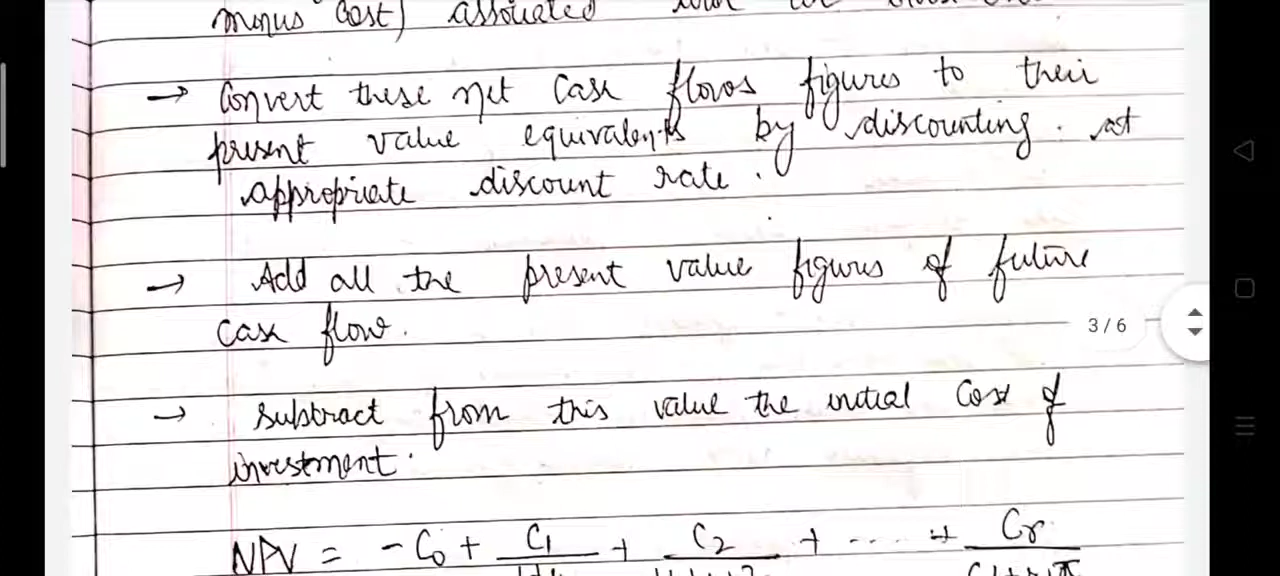 minus Cost) associated
→ Convert these net Case flows figures to their
present value equivalents by discounting at
appropriate discount rate.
→ Add all the present value figures of future
Case flow.
3 / 6
→ Substract from this value the initial Cost of
investment.
NPV = -C₀ + C₁ + C₂ + .... + Cr